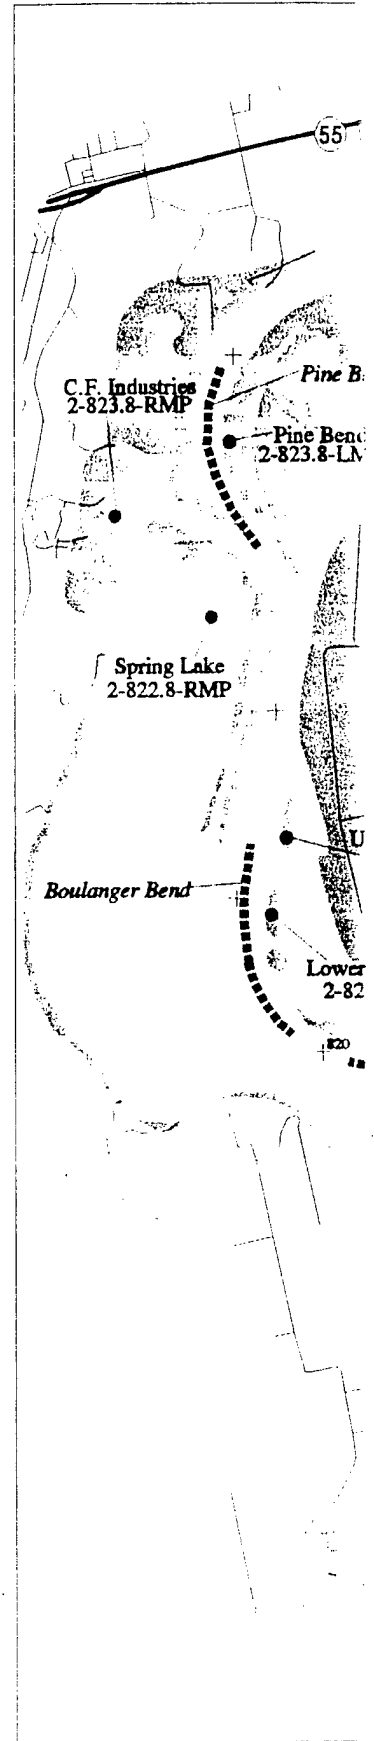 55
C.F. Industries
2-823.8-RMP
Pine B
Pine Bend
2-823.8-LM
Spring Lake
2-822.8-RMP
U
Boulanger Bend
Lower
2-82
820